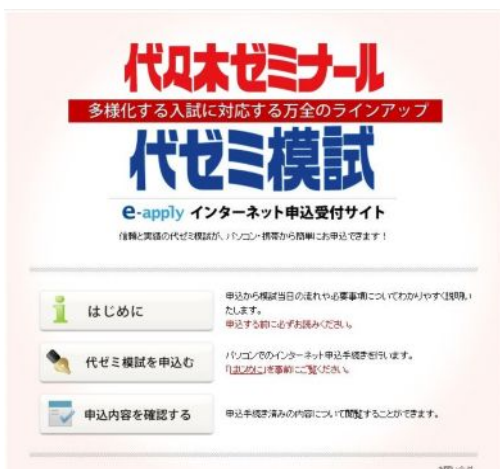 代々木ゼミナール
多様化する入試に対応する万全のラインアップ
代ゼミ模試
e-apply インターネット申込受付サイト
信頼と実績の代ゼミ模試が、パソコン・携帯から簡単にお申込できます！
はじめに
申込から模試当日の流れや必要事項についてわかりやすく説明い
たします。
申込する前に必ずお読みください。
代ゼミ模試を申込む
パソコンでのインターネット申込手続きを行います。
「はじめに」を事前にご覧ください。
申込内容を確認する
申込手続き済みの内容について閲覧することができます。